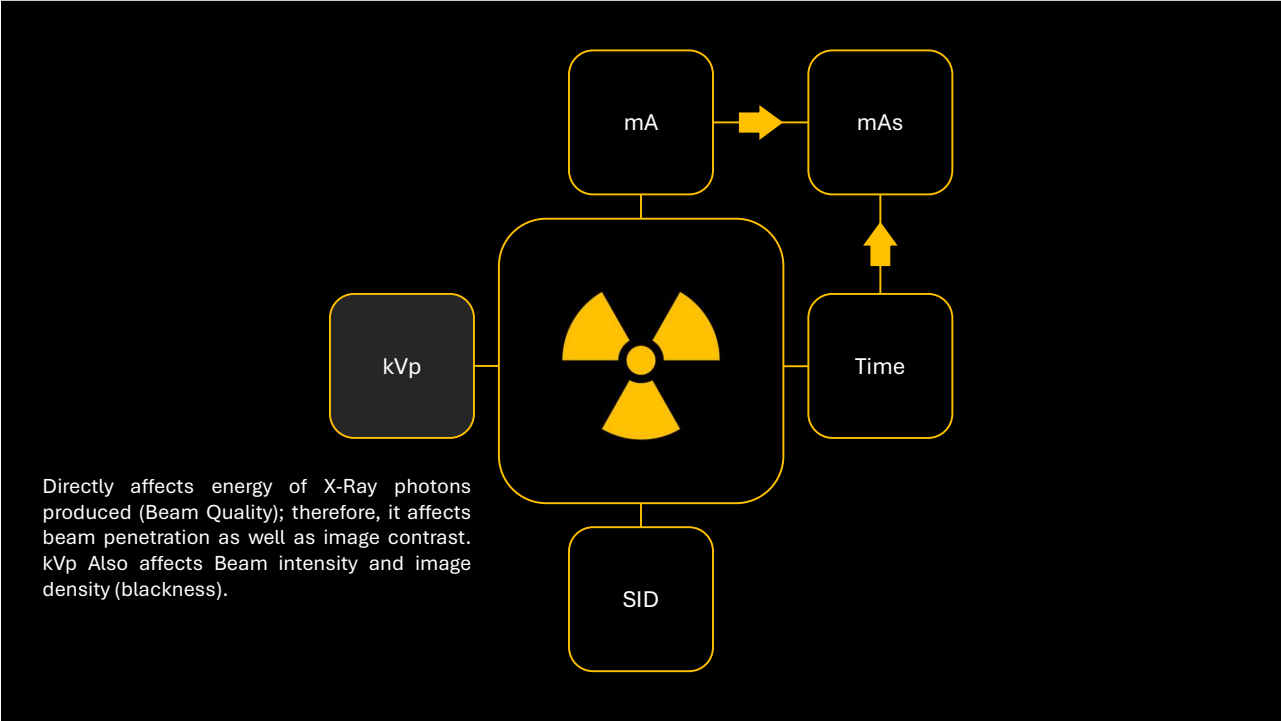 mA
mAs
kVp
Time
Directly affects energy of X-Ray photons
produced (Beam Quality); therefore, it affects
beam penetration as well as image contrast.
kVp Also affects Beam intensity and image
density (blackness).
SID